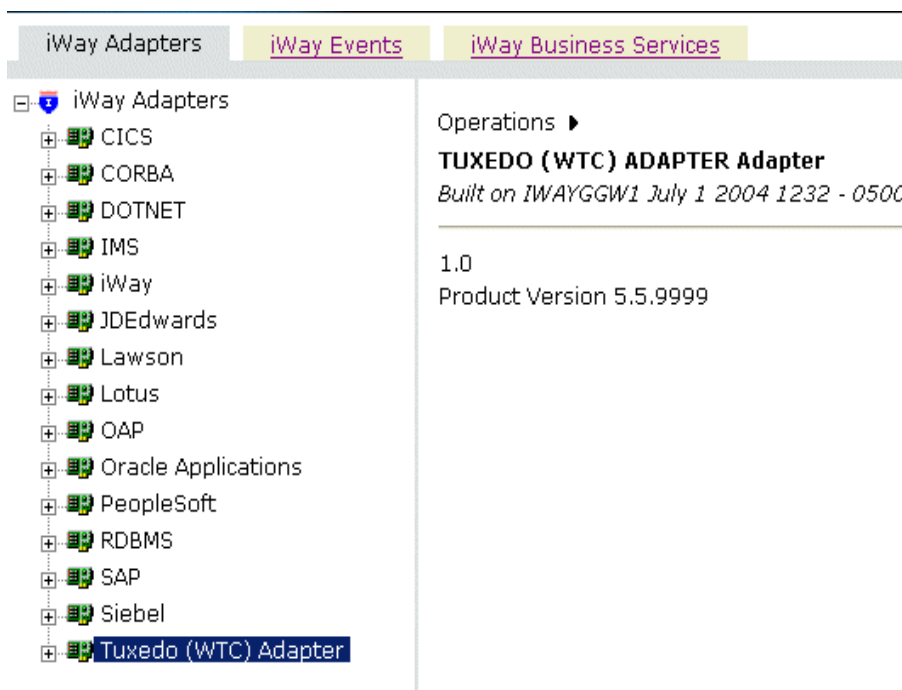 iWay Adapters
iWay Events
iWay Business Services
iWay Adapters
CICS
CORBA
DOTNET
IMS
iWay
JDEdwards
Lawson
Lotus
OAP
Oracle Applications
PeopleSoft
RDBMS
SAP
Siebel
Tuxedo (WTC) Adapter
Operations
TUXEDO (WTC) ADAPTER Adapter
Built on IWAYGGW1 July 1 2004 1232 - 0500
1.0
Product Version 5.5.9999